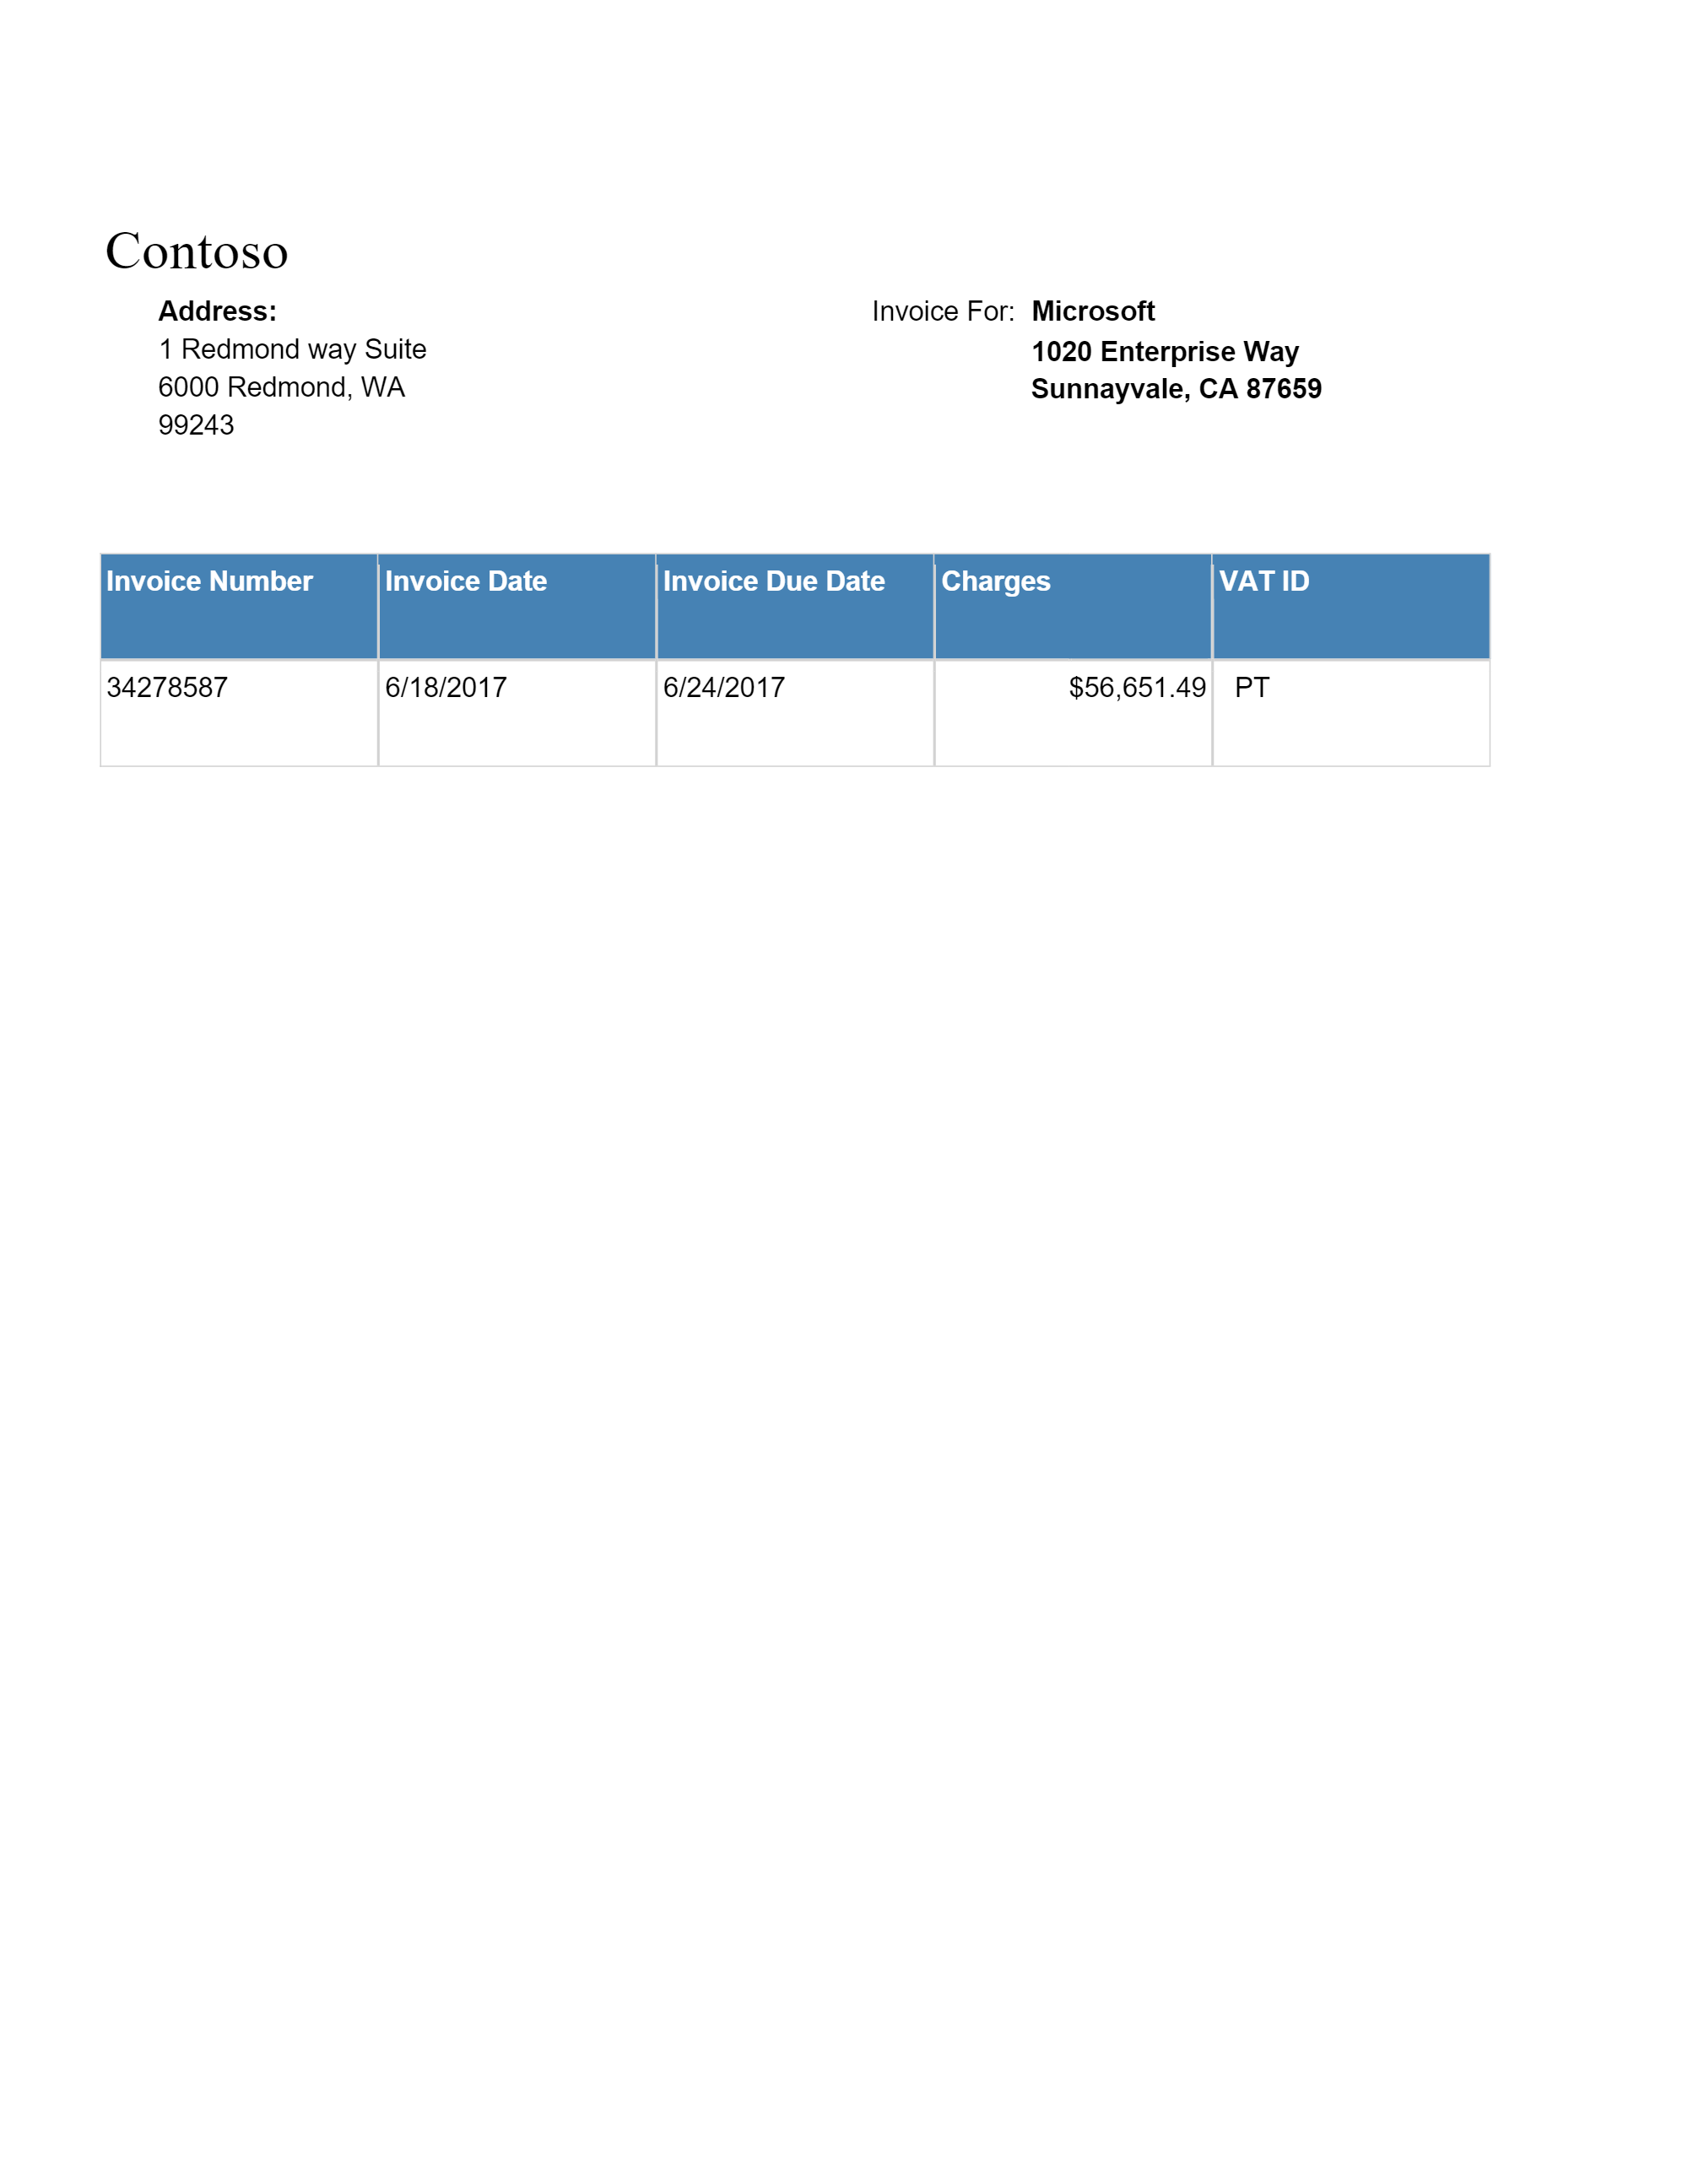 Contoso
Address:
1 Redmond way Suite
6000 Redmond, WA
99243
Invoice For: Microsoft
1020 Enterprise Way
Sunnayvale, CA 87659
Invoice Number Invoice Date Invoice Due Date Charges VAT ID
34278587 6/18/2017 6/24/2017 $56,651.49 PT